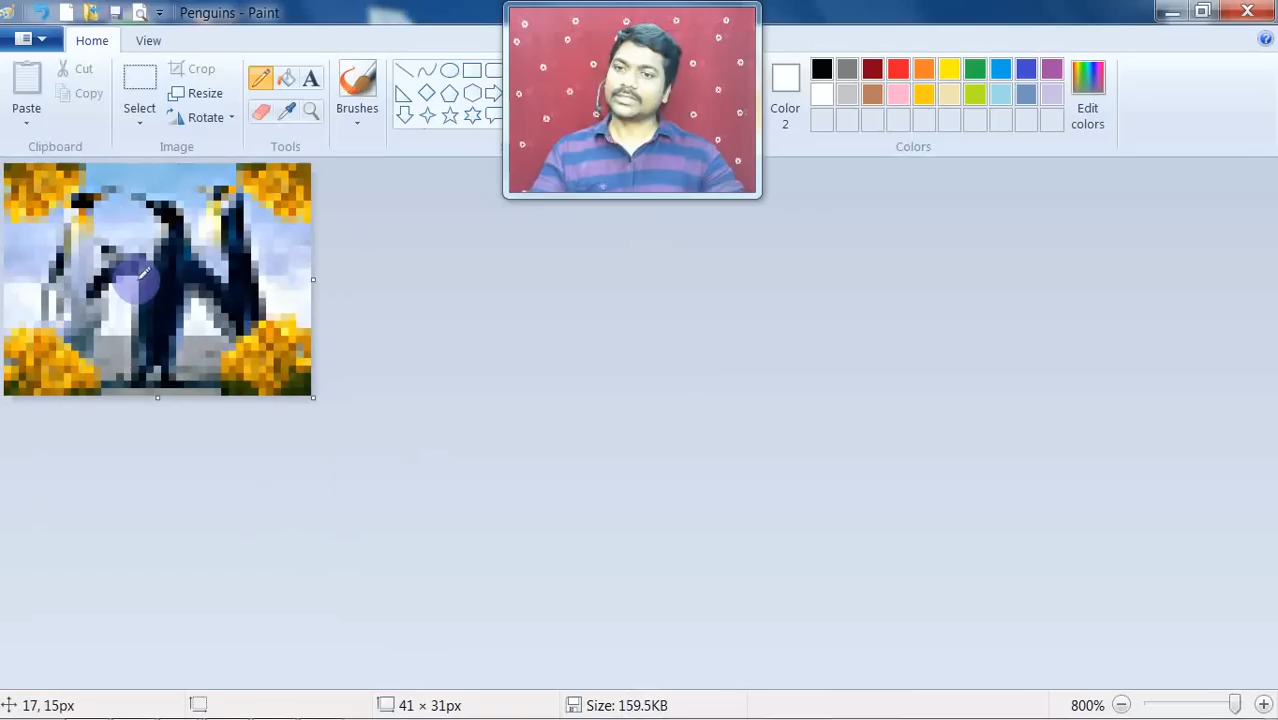 Penguins - Paint
Home View
Paste
Cut
Copy
Clipboard
Select
Crop
Resize
Rotate
Image
A
Tools
Brushes
Color 2
Edit colors
Colors
17, 15px
41 × 31px
Size: 159.5KB
800%